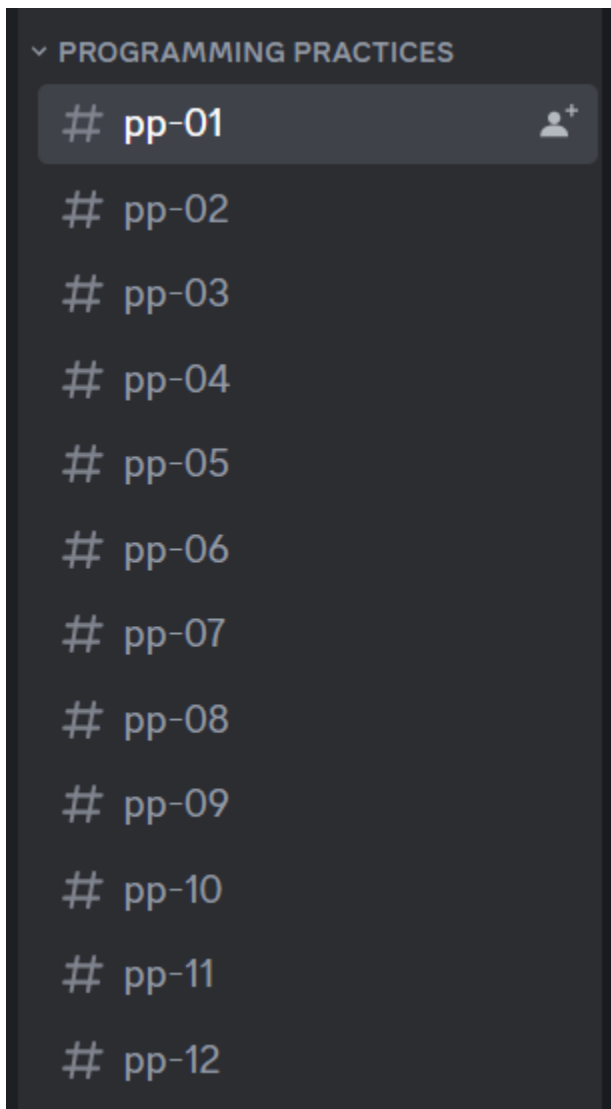 PROGRAMMING PRACTICES
# pp-01
# pp-02
# pp-03
# pp-04
# pp-05
# pp-06
# pp-07
# pp-08
# pp-09
# pp-10
# pp-11
# pp-12